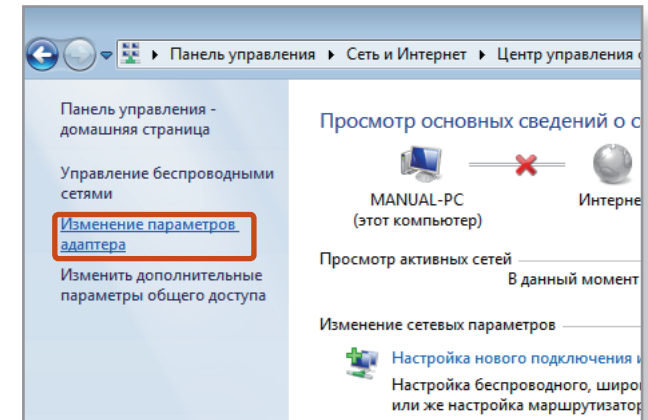 Панель управления ▸ Сеть и Интернет ▸ Центр управления
Панель управления -
домашняя страница
Управление беспроводными
сетями
Изменение параметров
адаптера
Изменить дополнительные
параметры общего доступа
Просмотр основных сведений о с
MANUAL-PC
(этот компьютер)
Интерне
Просмотр активных сетей
В данный момент
Изменение сетевых параметров
Настройка нового подключения и
Настройка беспроводного, широ
или же настройка маршрутизатор